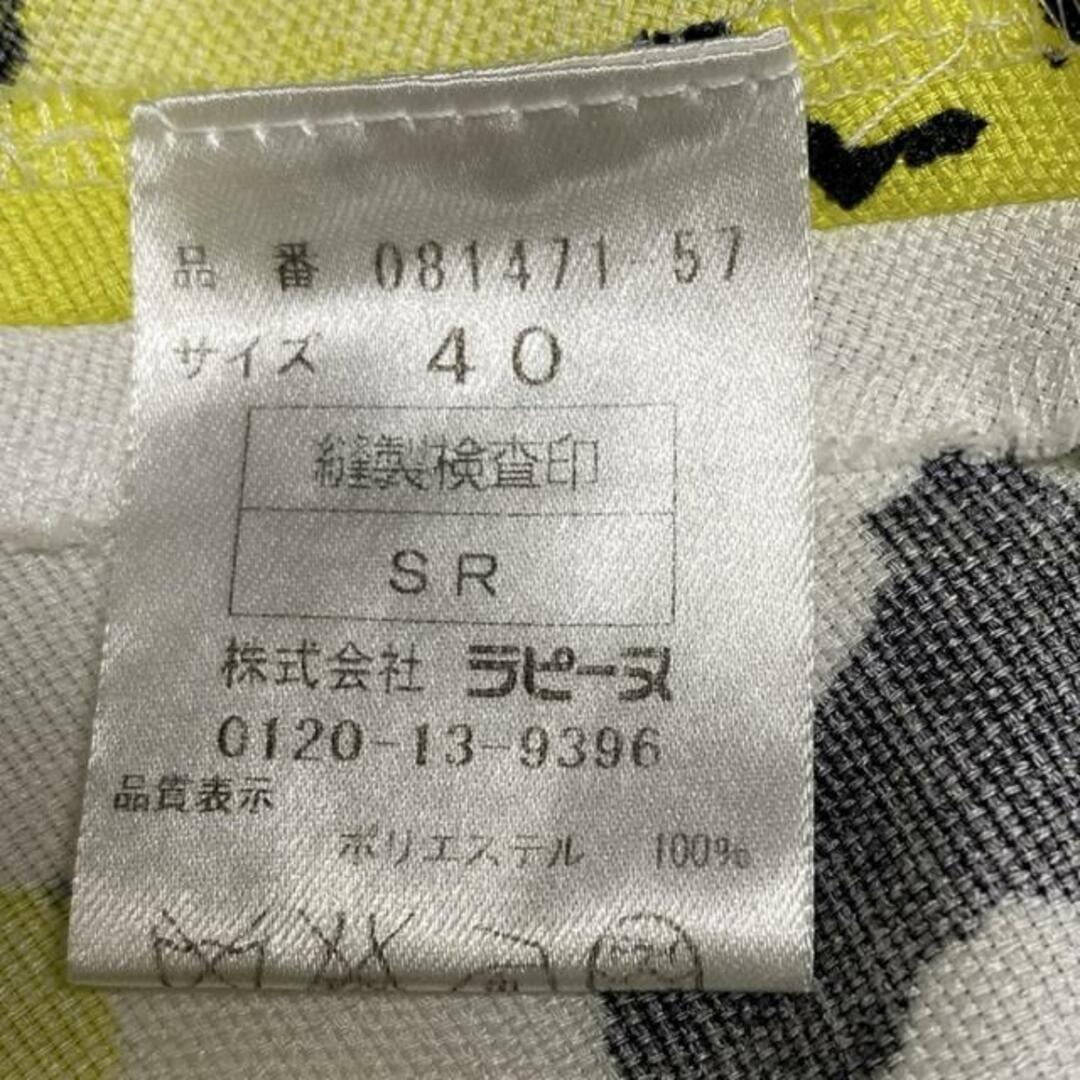 品 番 081471-57
サイズ 40
縫製検査印
SR
株式会社 ラピーヌ
0120-13-9396
品質表示
ポリエステル 100%